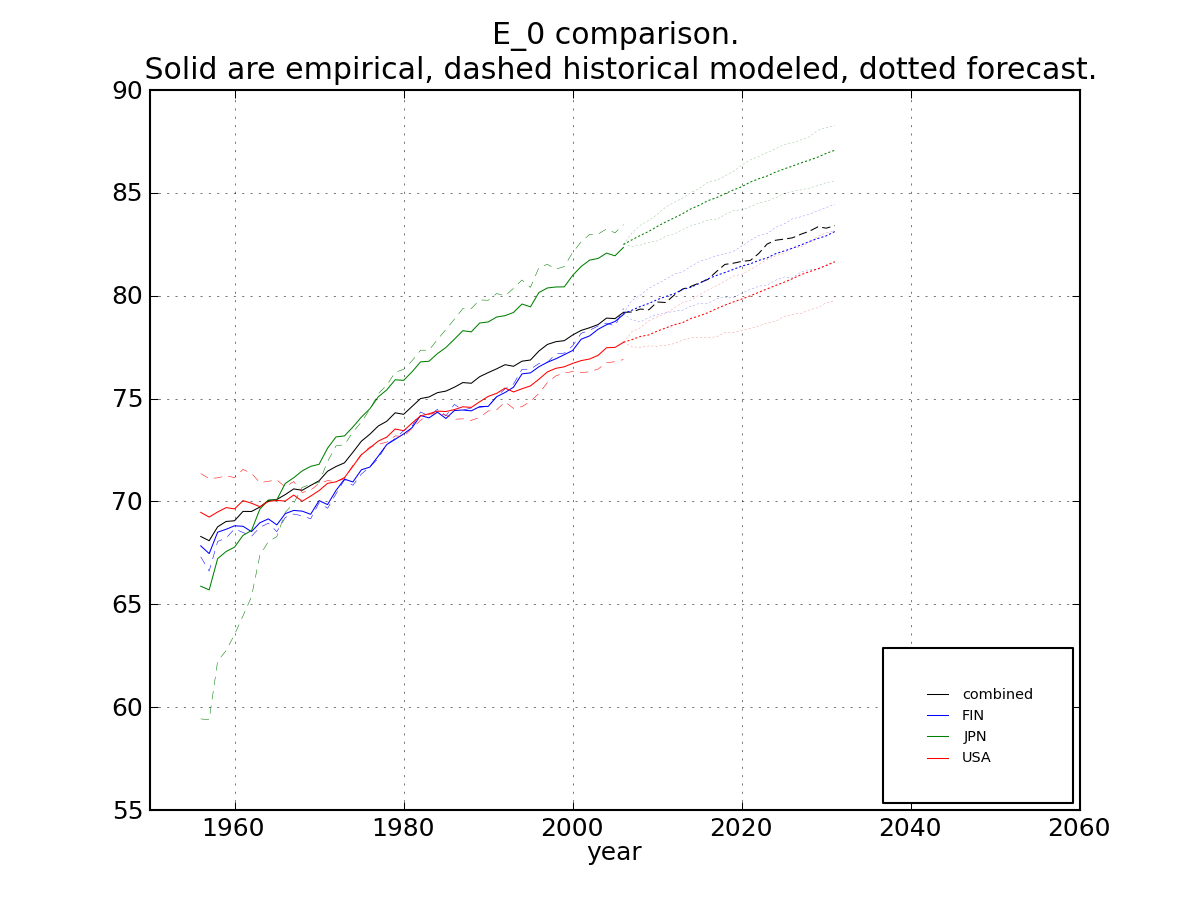 E_0 comparison.
Solid are empirical, dashed historical modeled, dotted forecast.
90
85
80
75
70
65
60
55
combined
FIN
JPN
USA
1960
1980
2000
2020
2040
2060
year